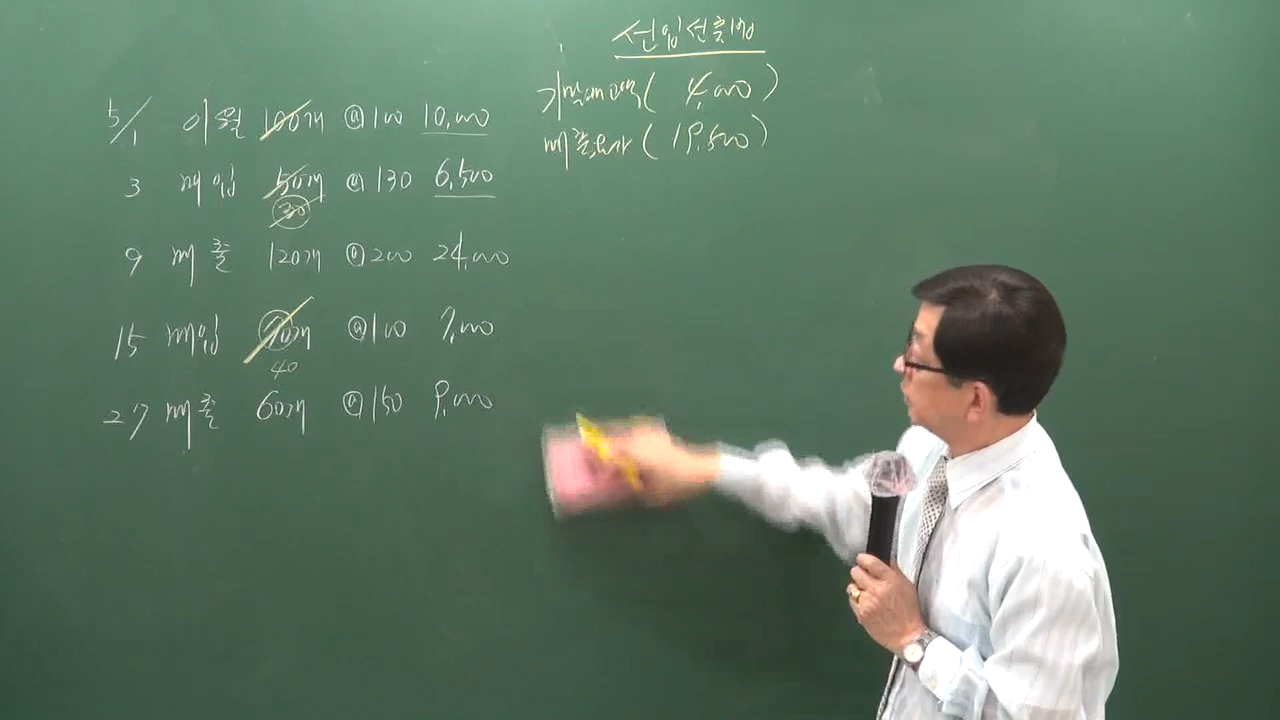 선입선출법
기말재고액 ( 4,000 )
매출원가 ( 19,500 )
5/1 이월 100개 @100 10,000
3 매입 50개 @130 6,500
30
9 매출 120개 @200 24,000
15 매입 70개 @100 7,000
40
27 매출 60개 @150 9,000